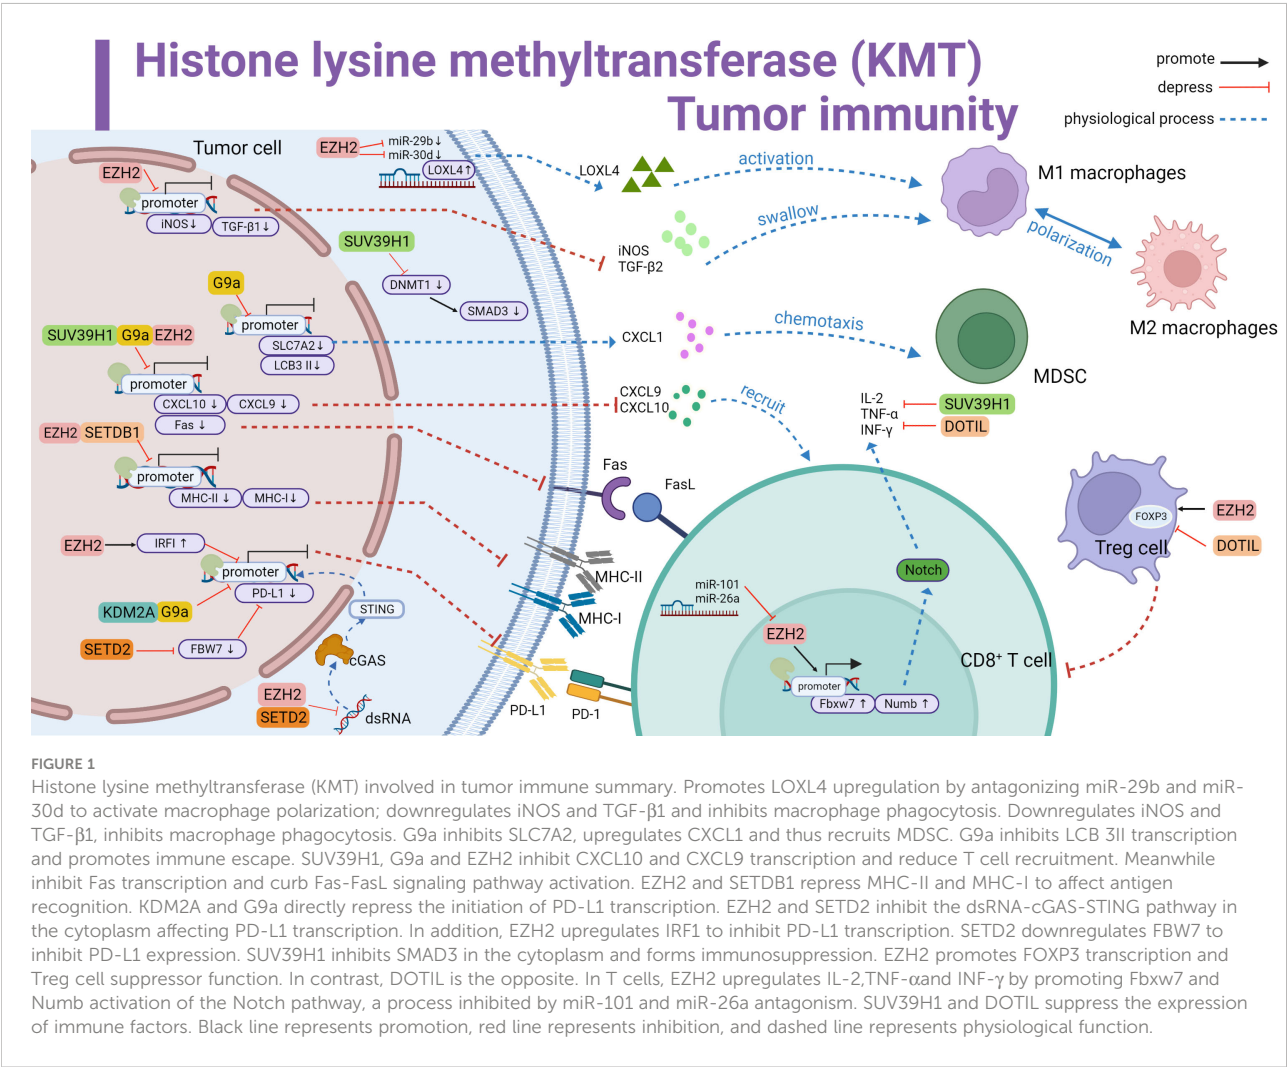 Histone lysine methyltransferase (KMT)
Tumor immunity
promote
depress
physiological process
Tumor cell
EZH2
miR-29b↓
miR-30d↓
LOXL4↑
EZH2
promoter
iNOS↓
TGF-β1↓
SUV39H1
DNMT1 ↓
SMAD3 ↓
G9a
promoter
SLC7A2↓
LCB3 II↓
SUV39H1
G9a
EZH2
promoter
CXCL10 ↓
CXCL9 ↓
Fas ↓
EZH2
SETDB1
promoter
MHC-II ↓
MHC-I↓
EZH2
IRFI ↑
promoter
PD-L1 ↓
KDM2A
G9a
SETD2
FBW7 ↓
STING
cGAS
EZH2
SETD2
dsRNA
LOXL4
activation
M1 macrophages
swallow
iNOS
TGF-β2
polarization
M2 macrophages
CXCL1
chemotaxis
MDSC
CXCL9
CXCL10
recruit
IL-2
TNF-α
INF-γ
SUV39H1
DOTIL
Fas
FasL
MHC-II
MHC-I
PD-L1
PD-1
miR-101
miR-26a
EZH2
promoter
Fbxw7 ↑
Numb ↑
Notch
CD8⁺ T cell
FOXP3
Treg cell
EZH2
DOTIL
FIGURE 1
Histone lysine methyltransferase (KMT) involved in tumor immune summary. Promotes LOXL4 upregulation by antagonizing miR-29b and miR-
30d to activate macrophage polarization; downregulates iNOS and TGF-β1 and inhibits macrophage phagocytosis. Downregulates iNOS and
TGF-β1, inhibits macrophage phagocytosis. G9a inhibits SLC7A2, upregulates CXCL1 and thus recruits MDSC. G9a inhibits LCB 3II transcription
and promotes immune escape. SUV39H1, G9a and EZH2 inhibit CXCL10 and CXCL9 transcription and reduce T cell recruitment. Meanwhile
inhibit Fas transcription and curb Fas-FasL signaling pathway activation. EZH2 and SETDB1 repress MHC-II and MHC-I to affect antigen
recognition. KDM2A and G9a directly repress the initiation of PD-L1 transcription. EZH2 and SETD2 inhibit the dsRNA-cGAS-STING pathway in
the cytoplasm affecting PD-L1 transcription. In addition, EZH2 upregulates IRF1 to inhibit PD-L1 transcription. SETD2 downregulates FBW7 to
inhibit PD-L1 expression. SUV39H1 inhibits SMAD3 in the cytoplasm and forms immunosuppression. EZH2 promotes FOXP3 transcription and
Treg cell suppressor function. In contrast, DOTIL is the opposite. In T cells, EZH2 upregulates IL-2,TNF-αand INF-γ by promoting Fbxw7 and
Numb activation of the Notch pathway, a process inhibited by miR-101 and miR-26a antagonism. SUV39H1 and DOTIL suppress the expression
of immune factors. Black line represents promotion, red line represents inhibition, and dashed line represents physiological function.